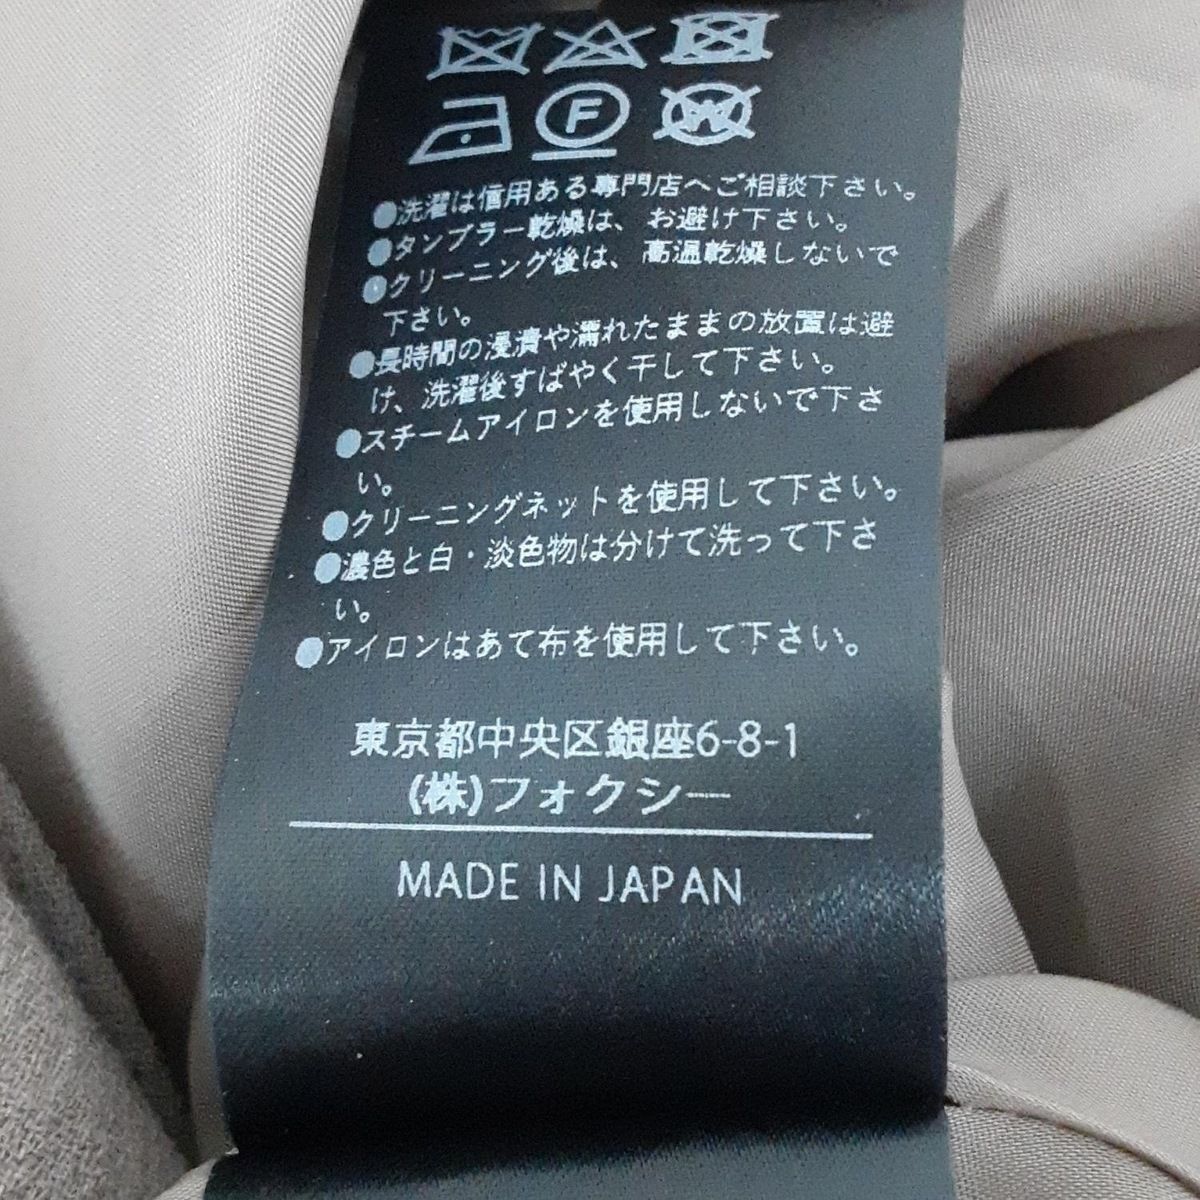 F W
●洗濯は信用ある専門店へご相談下さい。
●タンブラー乾燥は、お避け下さい。
●クリーニング後は、高温乾燥しないで
下さい。
●長時間の浸漬や濡れたままの放置は避
け、洗濯後すばやく干して下さい。
●スチームアイロンを使用しないで下さ
い。
●クリーニングネットを使用して下さい。
●濃色と白・淡色物は分けて洗って下さ
い。
●アイロンはあて布を使用して下さい。
東京都中央区銀座6-8-1
(株)フォクシー
MADE IN JAPAN